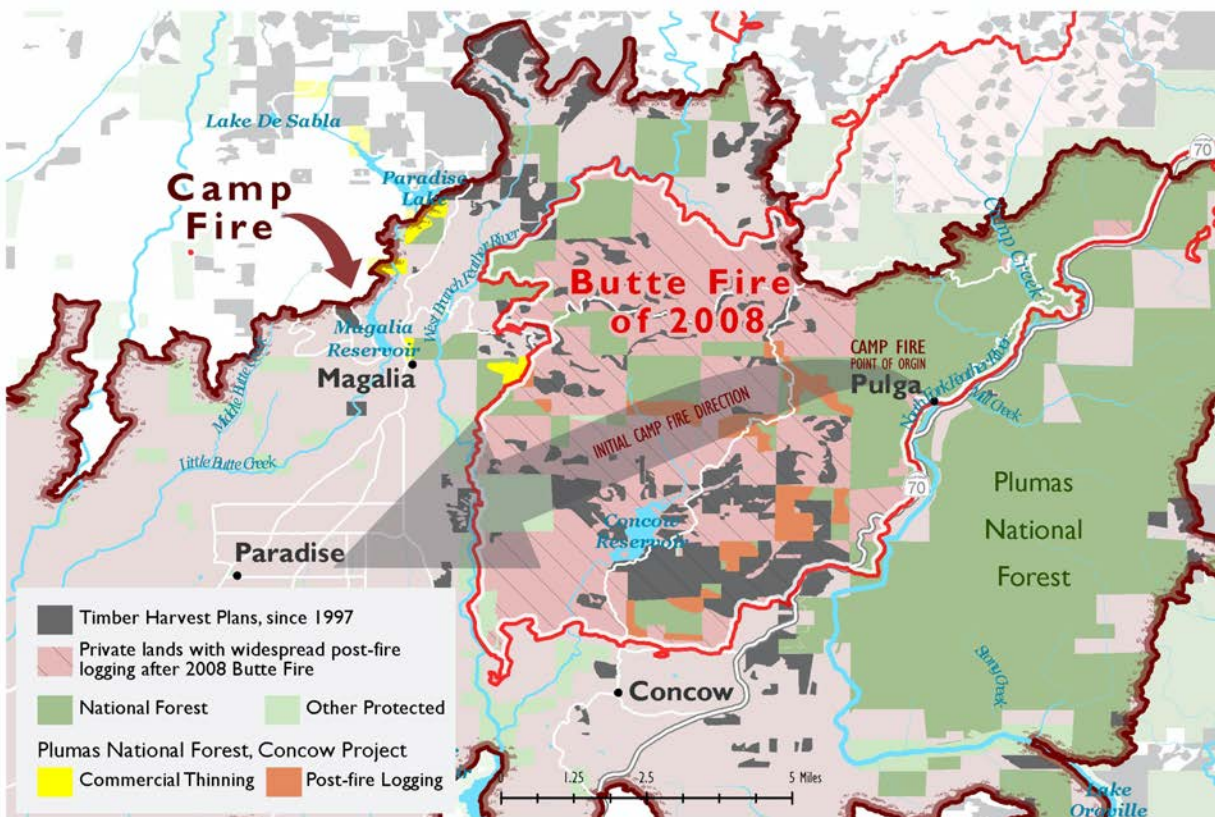 Lake De Sabla
Camp
Fire
Paradise
Lake
West Branch Feather River
Butte Fire
of 2008
Camp Creek
70
CAMP FIRE
POINT OF ORGIN
Pulga
Magalia
Reservoir
Magalia
Middle Butte Creek
North Fork Feather River
Mill Creek
INITIAL CAMP FIRE DIRECTION
Little Butte Creek
70
Plumas
National
Forest
Concow
Reservoir
Paradise
Stony Creek
Concow
Timber Harvest Plans, since 1997
Private lands with widespread post-fire
logging after 2008 Butte Fire
National Forest
Other Protected
Plumas National Forest, Concow Project
Commercial Thinning
Post-fire Logging
0
1.25
2.5
5 Miles
Lake
Oroville